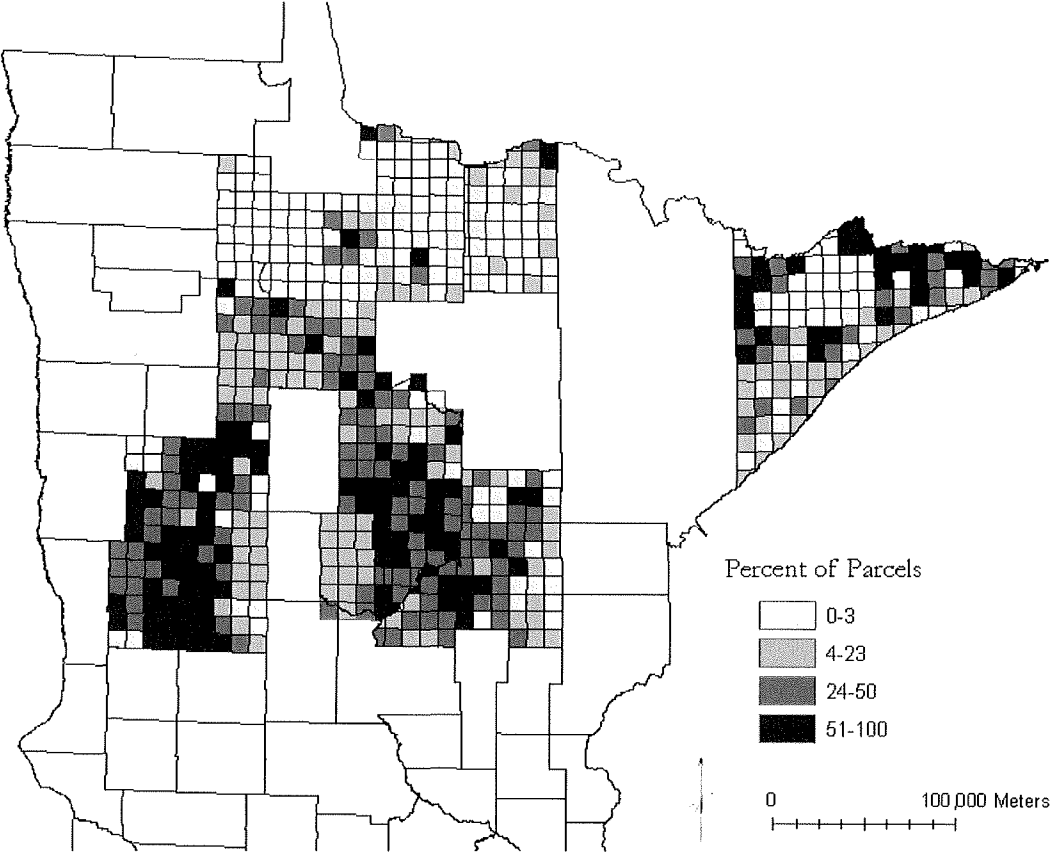 Percent of Parcels
0-3
4-23
24-50
51-100
0 100,000 Meters